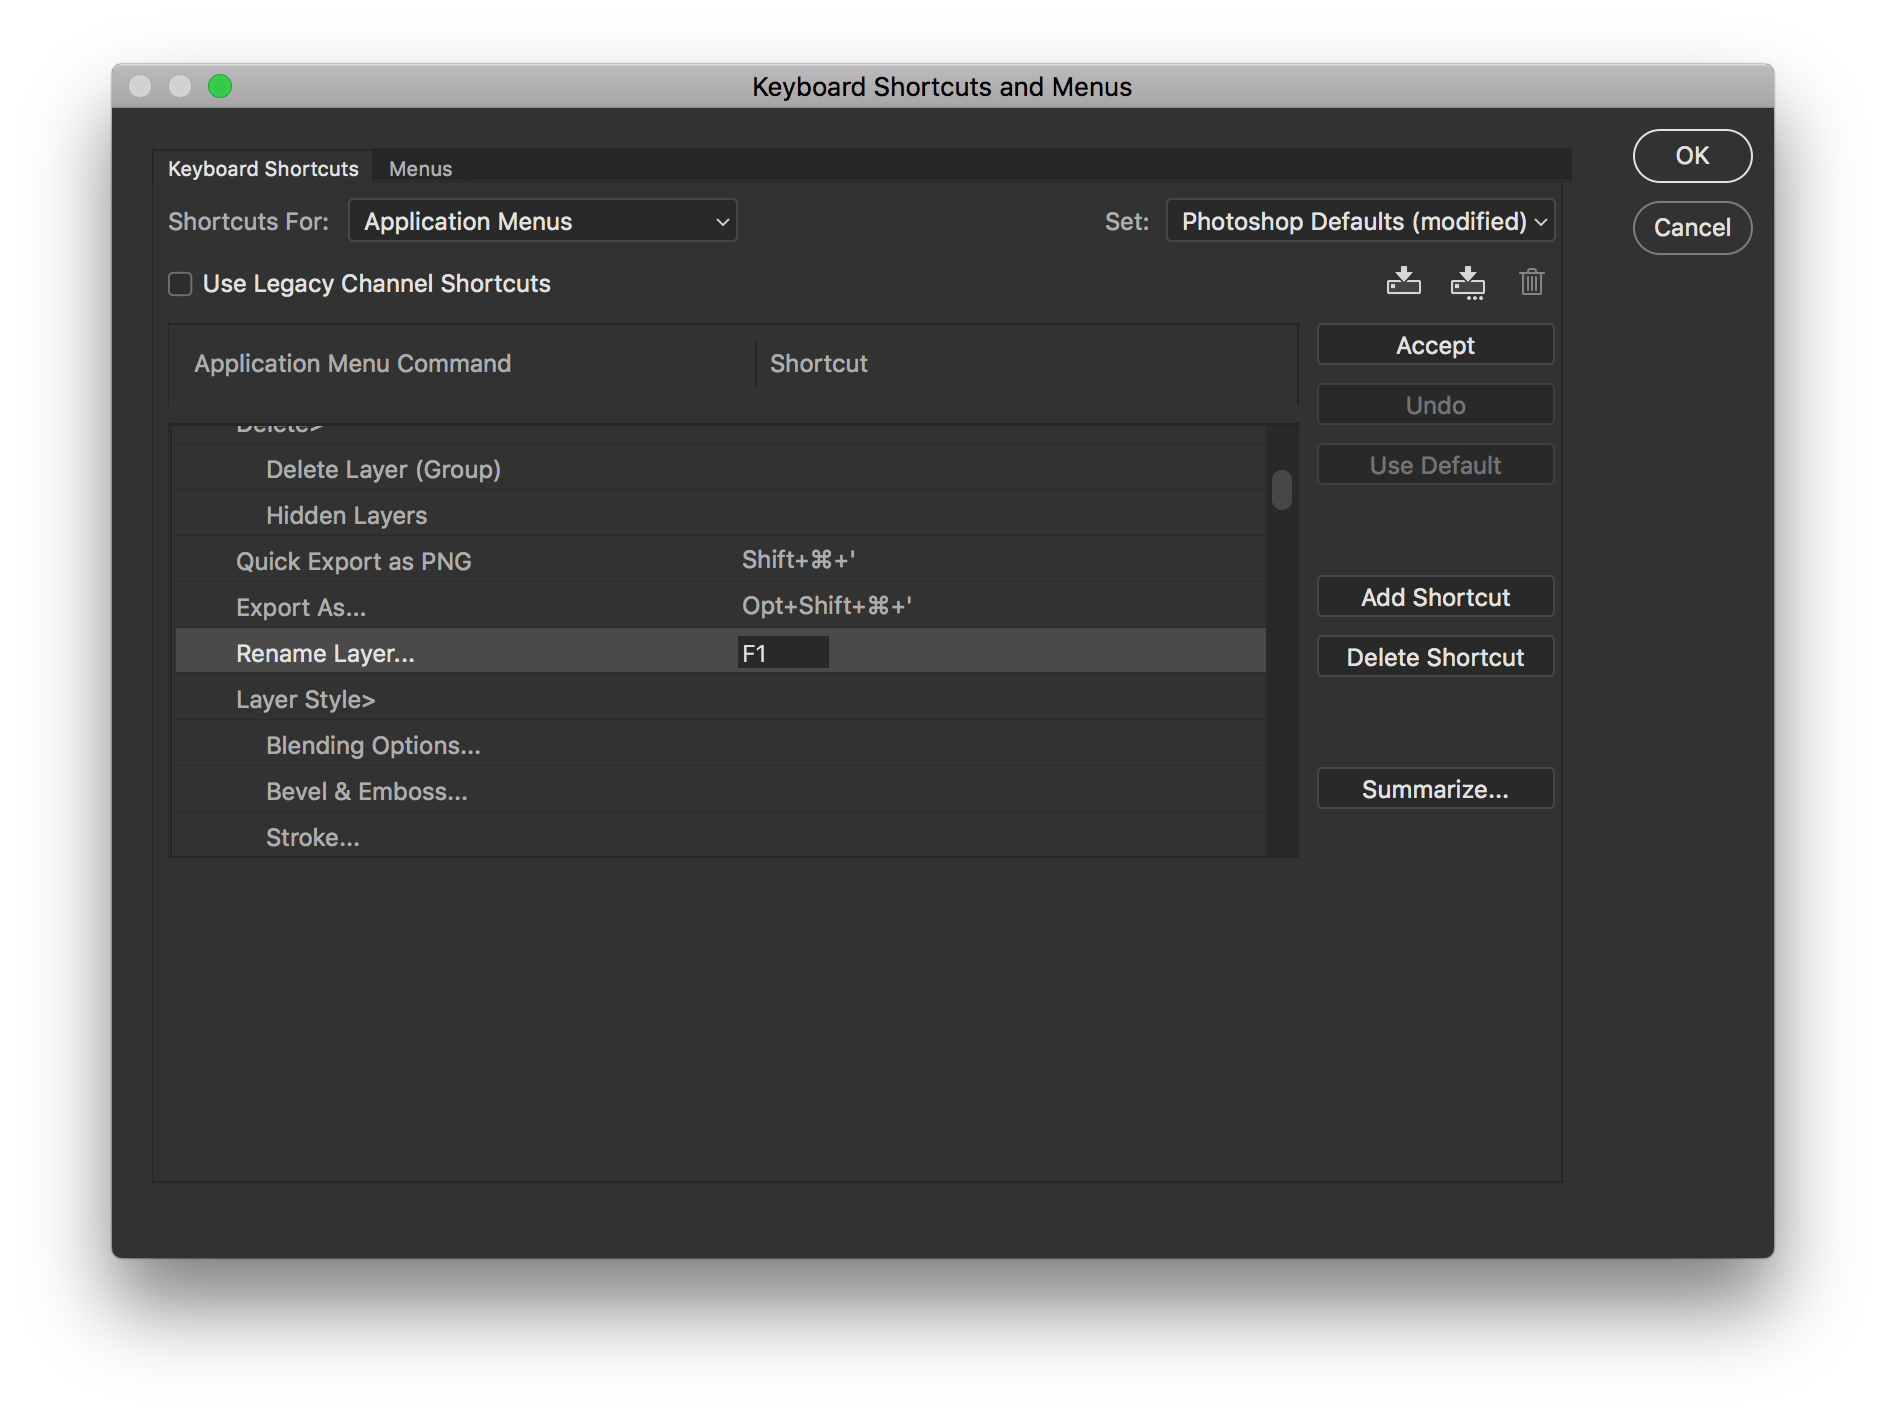 Keyboard Shortcuts and Menus
OK
Keyboard Shortcuts Menus
Shortcuts For: Application Menus Set: Photoshop Defaults (modified)
Cancel
Use Legacy Channel Shortcuts
Accept
Application Menu Command Shortcut
Undo
Delete>
Use Default
Delete Layer (Group)
Hidden Layers
Quick Export as PNG Shift+⌘+'
Export As... Opt+Shift+⌘+'
Add Shortcut
Rename Layer... F1
Delete Shortcut
Layer Style>
Blending Options...
Bevel & Emboss...
Summarize...
Stroke...